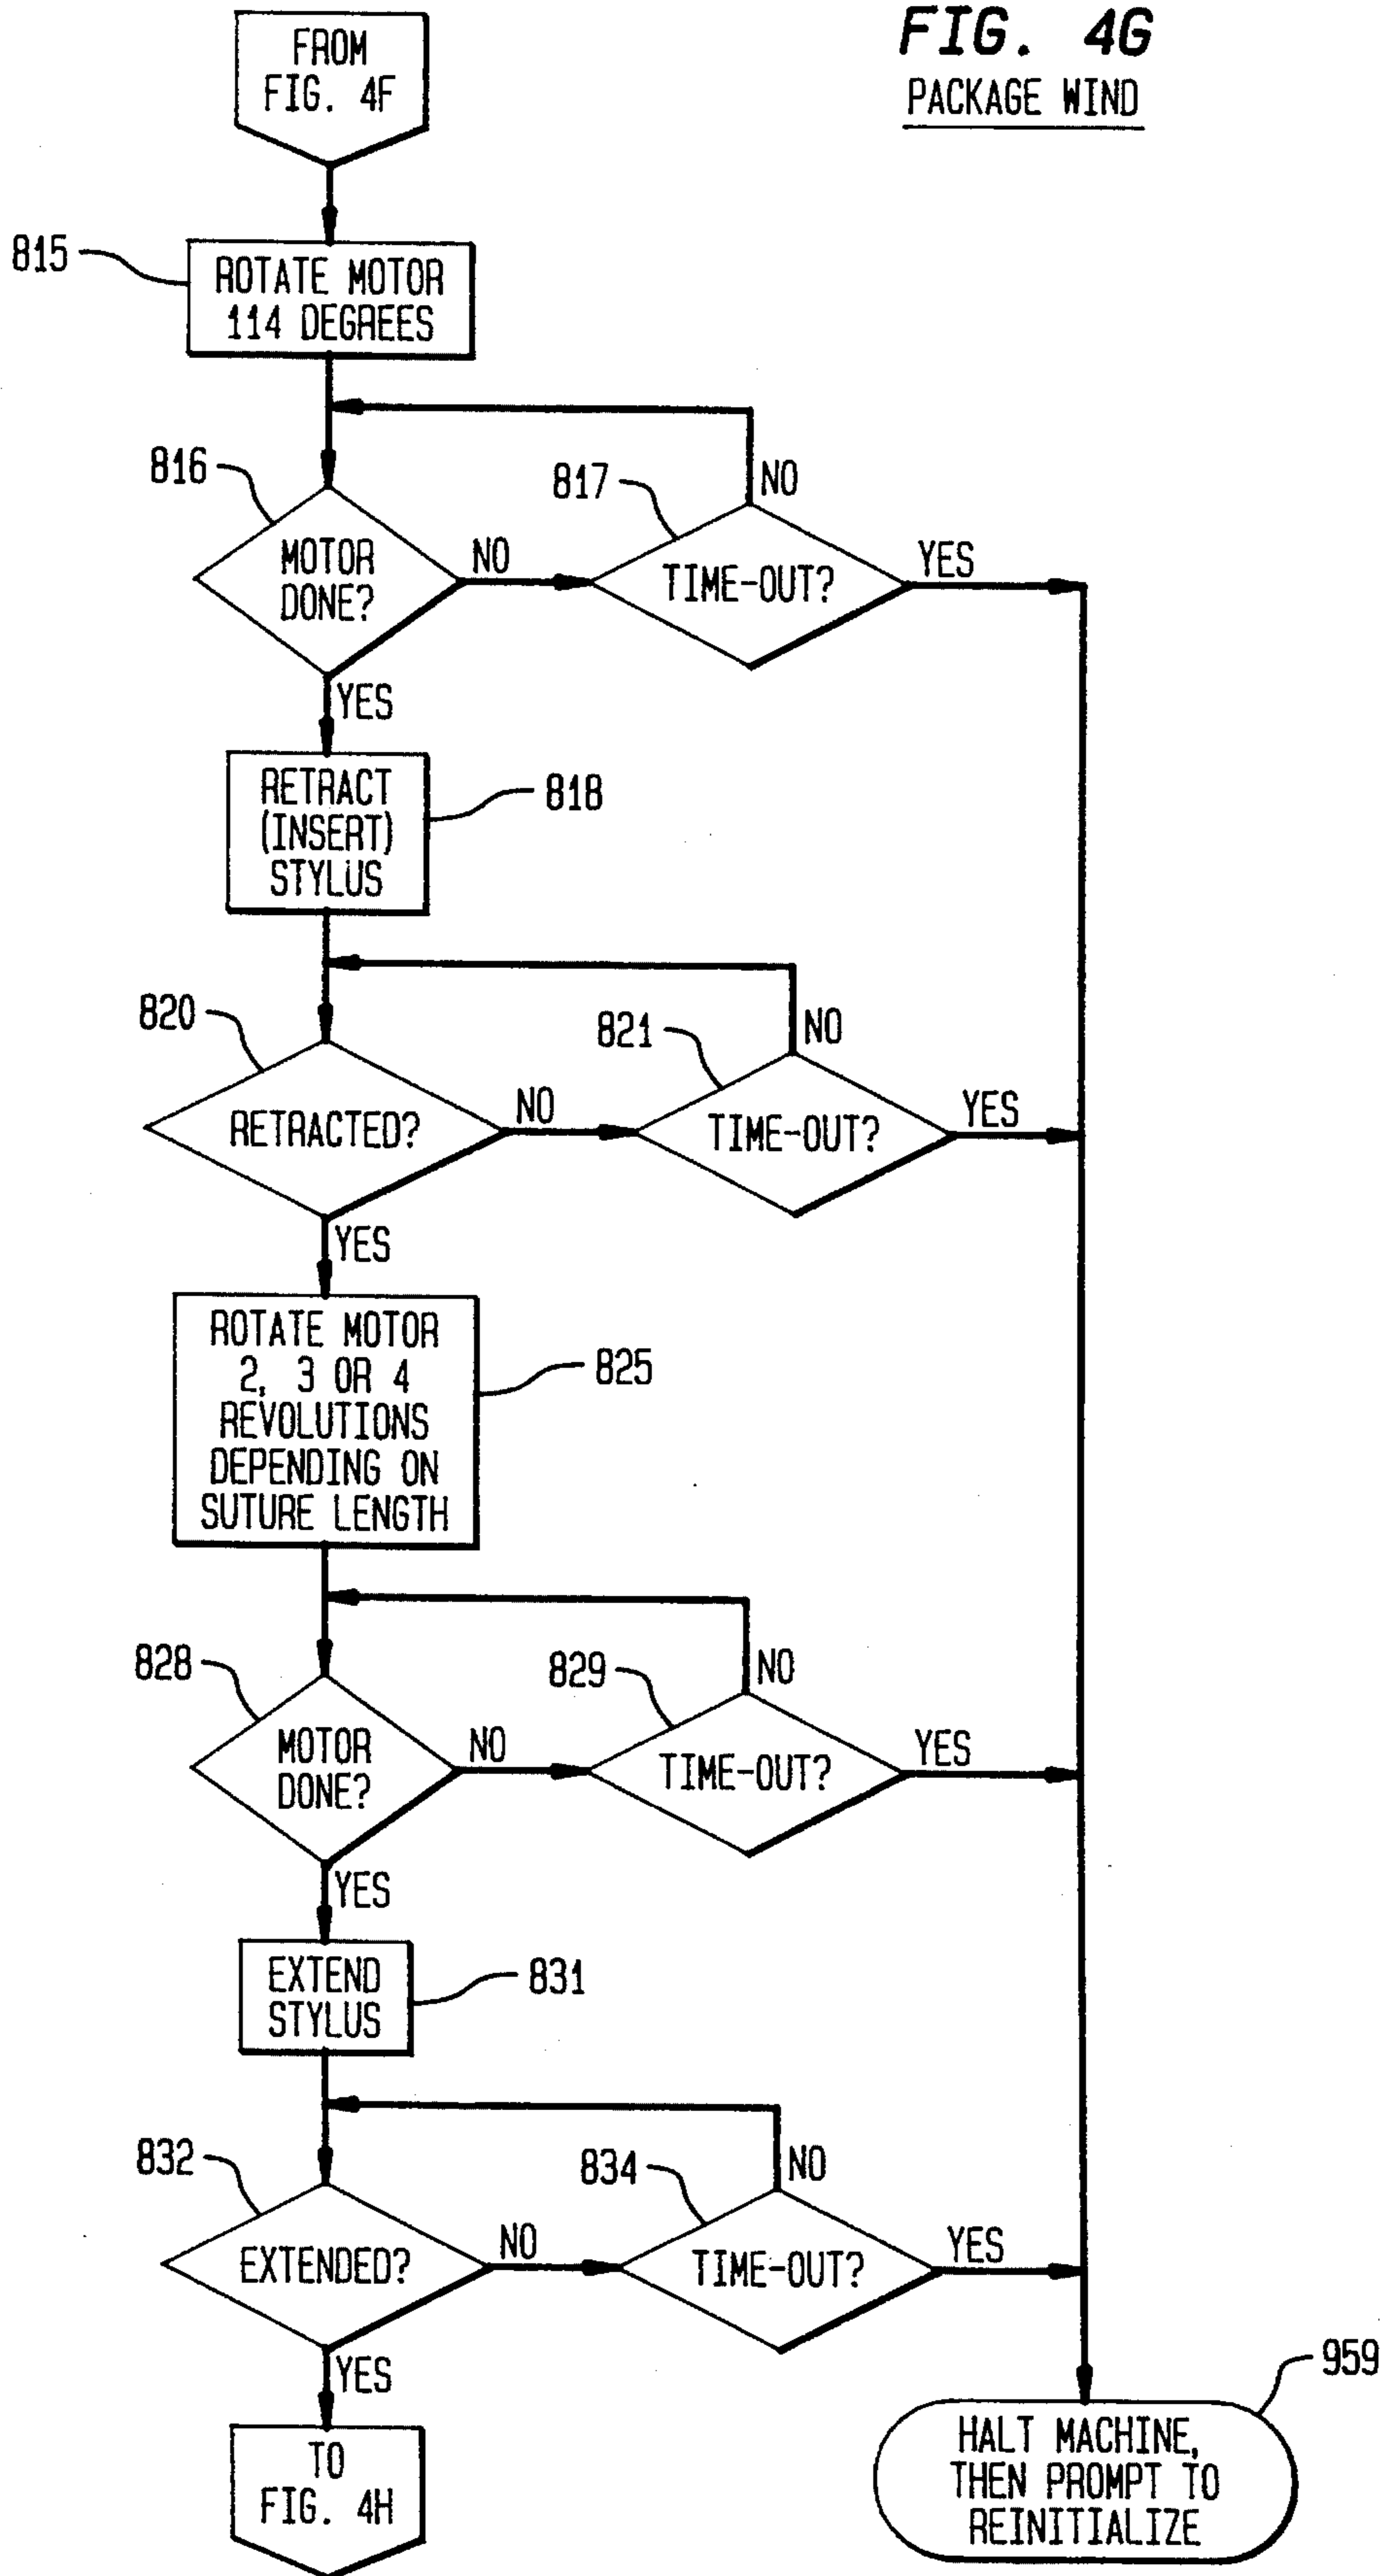 FIG. 4G
PACKAGE WIND
FROM
FIG. 4F
815
ROTATE MOTOR
114 DEGREES
816
MOTOR
DONE?
NO
817
TIME-OUT?
NO
YES
YES
RETRACT
(INSERT)
STYLUS
818
820
RETRACTED?
NO
821
TIME-OUT?
NO
YES
YES
ROTATE MOTOR
2, 3 OR 4
REVOLUTIONS
DEPENDING ON
SUTURE LENGTH
825
828
MOTOR
DONE?
NO
829
TIME-OUT?
NO
YES
YES
EXTEND
STYLUS
831
832
EXTENDED?
NO
834
TIME-OUT?
NO
YES
YES
TO
FIG. 4H
959
HALT MACHINE,
THEN PROMPT TO
REINITIALIZE